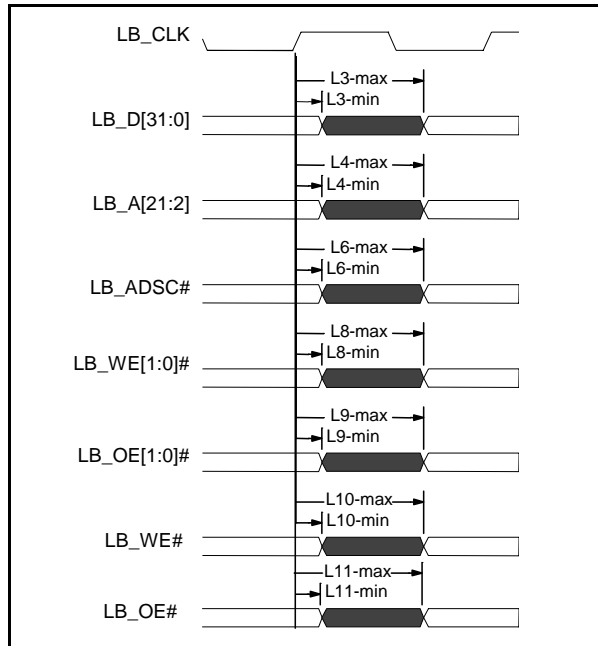 LB_CLK
L3-max
L3-min
LB_D[31:0]
L4-max
L4-min
LB_A[21:2]
L6-max
L6-min
LB_ADSC#
L8-max
L8-min
LB_WE[1:0]#
L9-max
L9-min
LB_OE[1:0]#
L10-max
L10-min
LB_WE#
L11-max
L11-min
LB_OE#